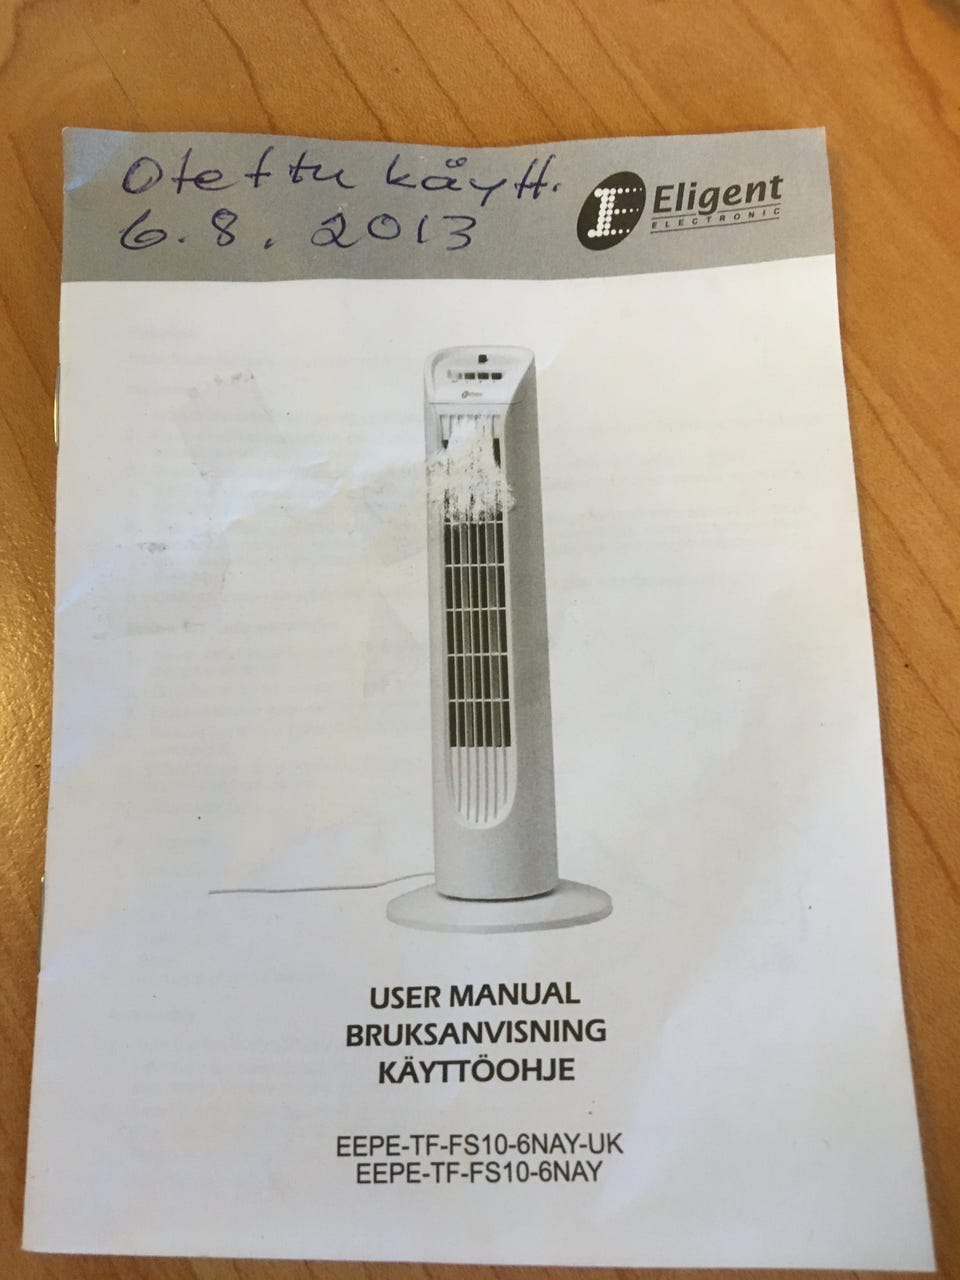 Otettu käytt.
6.8.2013
Eligent
ELECTRONIC
USER MANUAL
BRUKSANVISNING
KÄYTTÖOHJE
EEPE-TF-FS10-6NAY-UK
EEPE-TF-FS10-6NAY